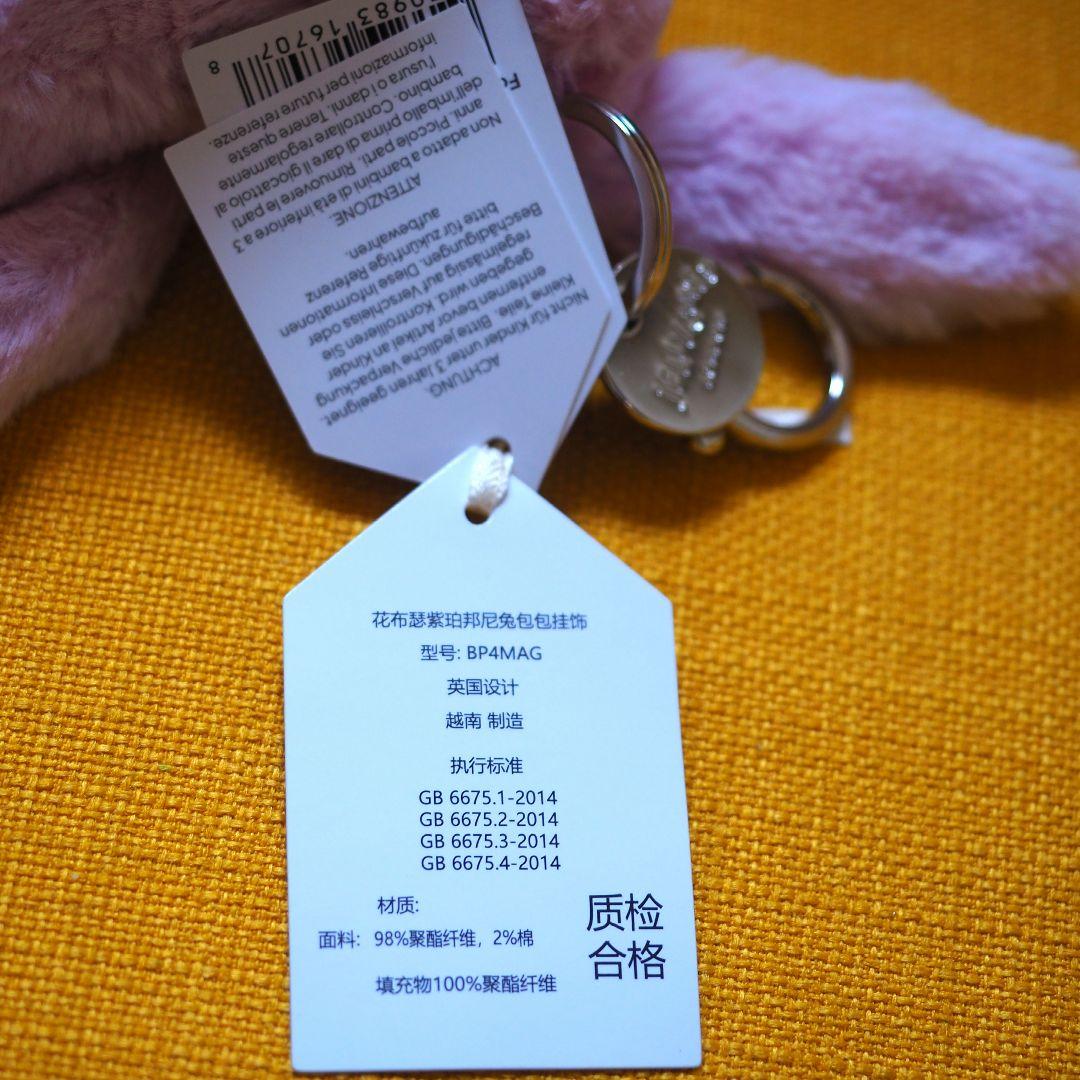 花布瑟紫珀邦尼兔包包挂饰
型号: BP4MAG
英国设计
越南 制造
执行标准
GB 6675.1-2014
GB 6675.2-2014
GB 6675.3-2014
GB 6675.4-2014
材质:
面料: 98%聚酯纤维，2%棉
填充物100%聚酯纤维
质检
合格
ACHTUNG.
Nicht für Kinder unter 3 Jahren geeignet.
Kleine Teile. Bitte jedliche Verpackung
entfernen bevor Artikel an Kinder
gegeben wird. Kontrollieren Sie
regelmässig auf Verschleiss oder
Beschädigungen. Diese Informationen
bitte für zukünftige Referenz
aufbewahren.
ATTENZIONE.
Non adatto a bambini di età inferiore a 3
anni. Piccole parti. Rimuovere le parti
dell'imballo prima di dare il giocattolo al
bambino. Controllare regolarmente
l'usura o i danni. Tenere queste
informazioni per future referenze.
0983 16707 8